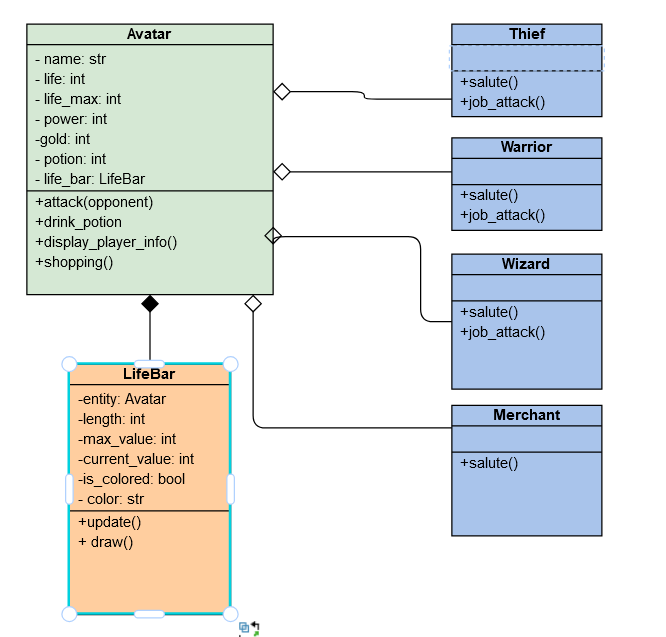 Avatar
- name: str
- life: int
- life_max: int
- power: int
-gold: int
- potion: int
- life_bar: LifeBar
+attack(opponent)
+drink_potion
+display_player_info()
+shopping()
LifeBar
-entity: Avatar
-length: int
-max_value: int
-current_value: int
-is_colored: bool
- color: str
+update()
+ draw()
Thief
+salute()
+job_attack()
Warrior
+salute()
+job_attack()
Wizard
+salute()
+job_attack()
Merchant
+salute()